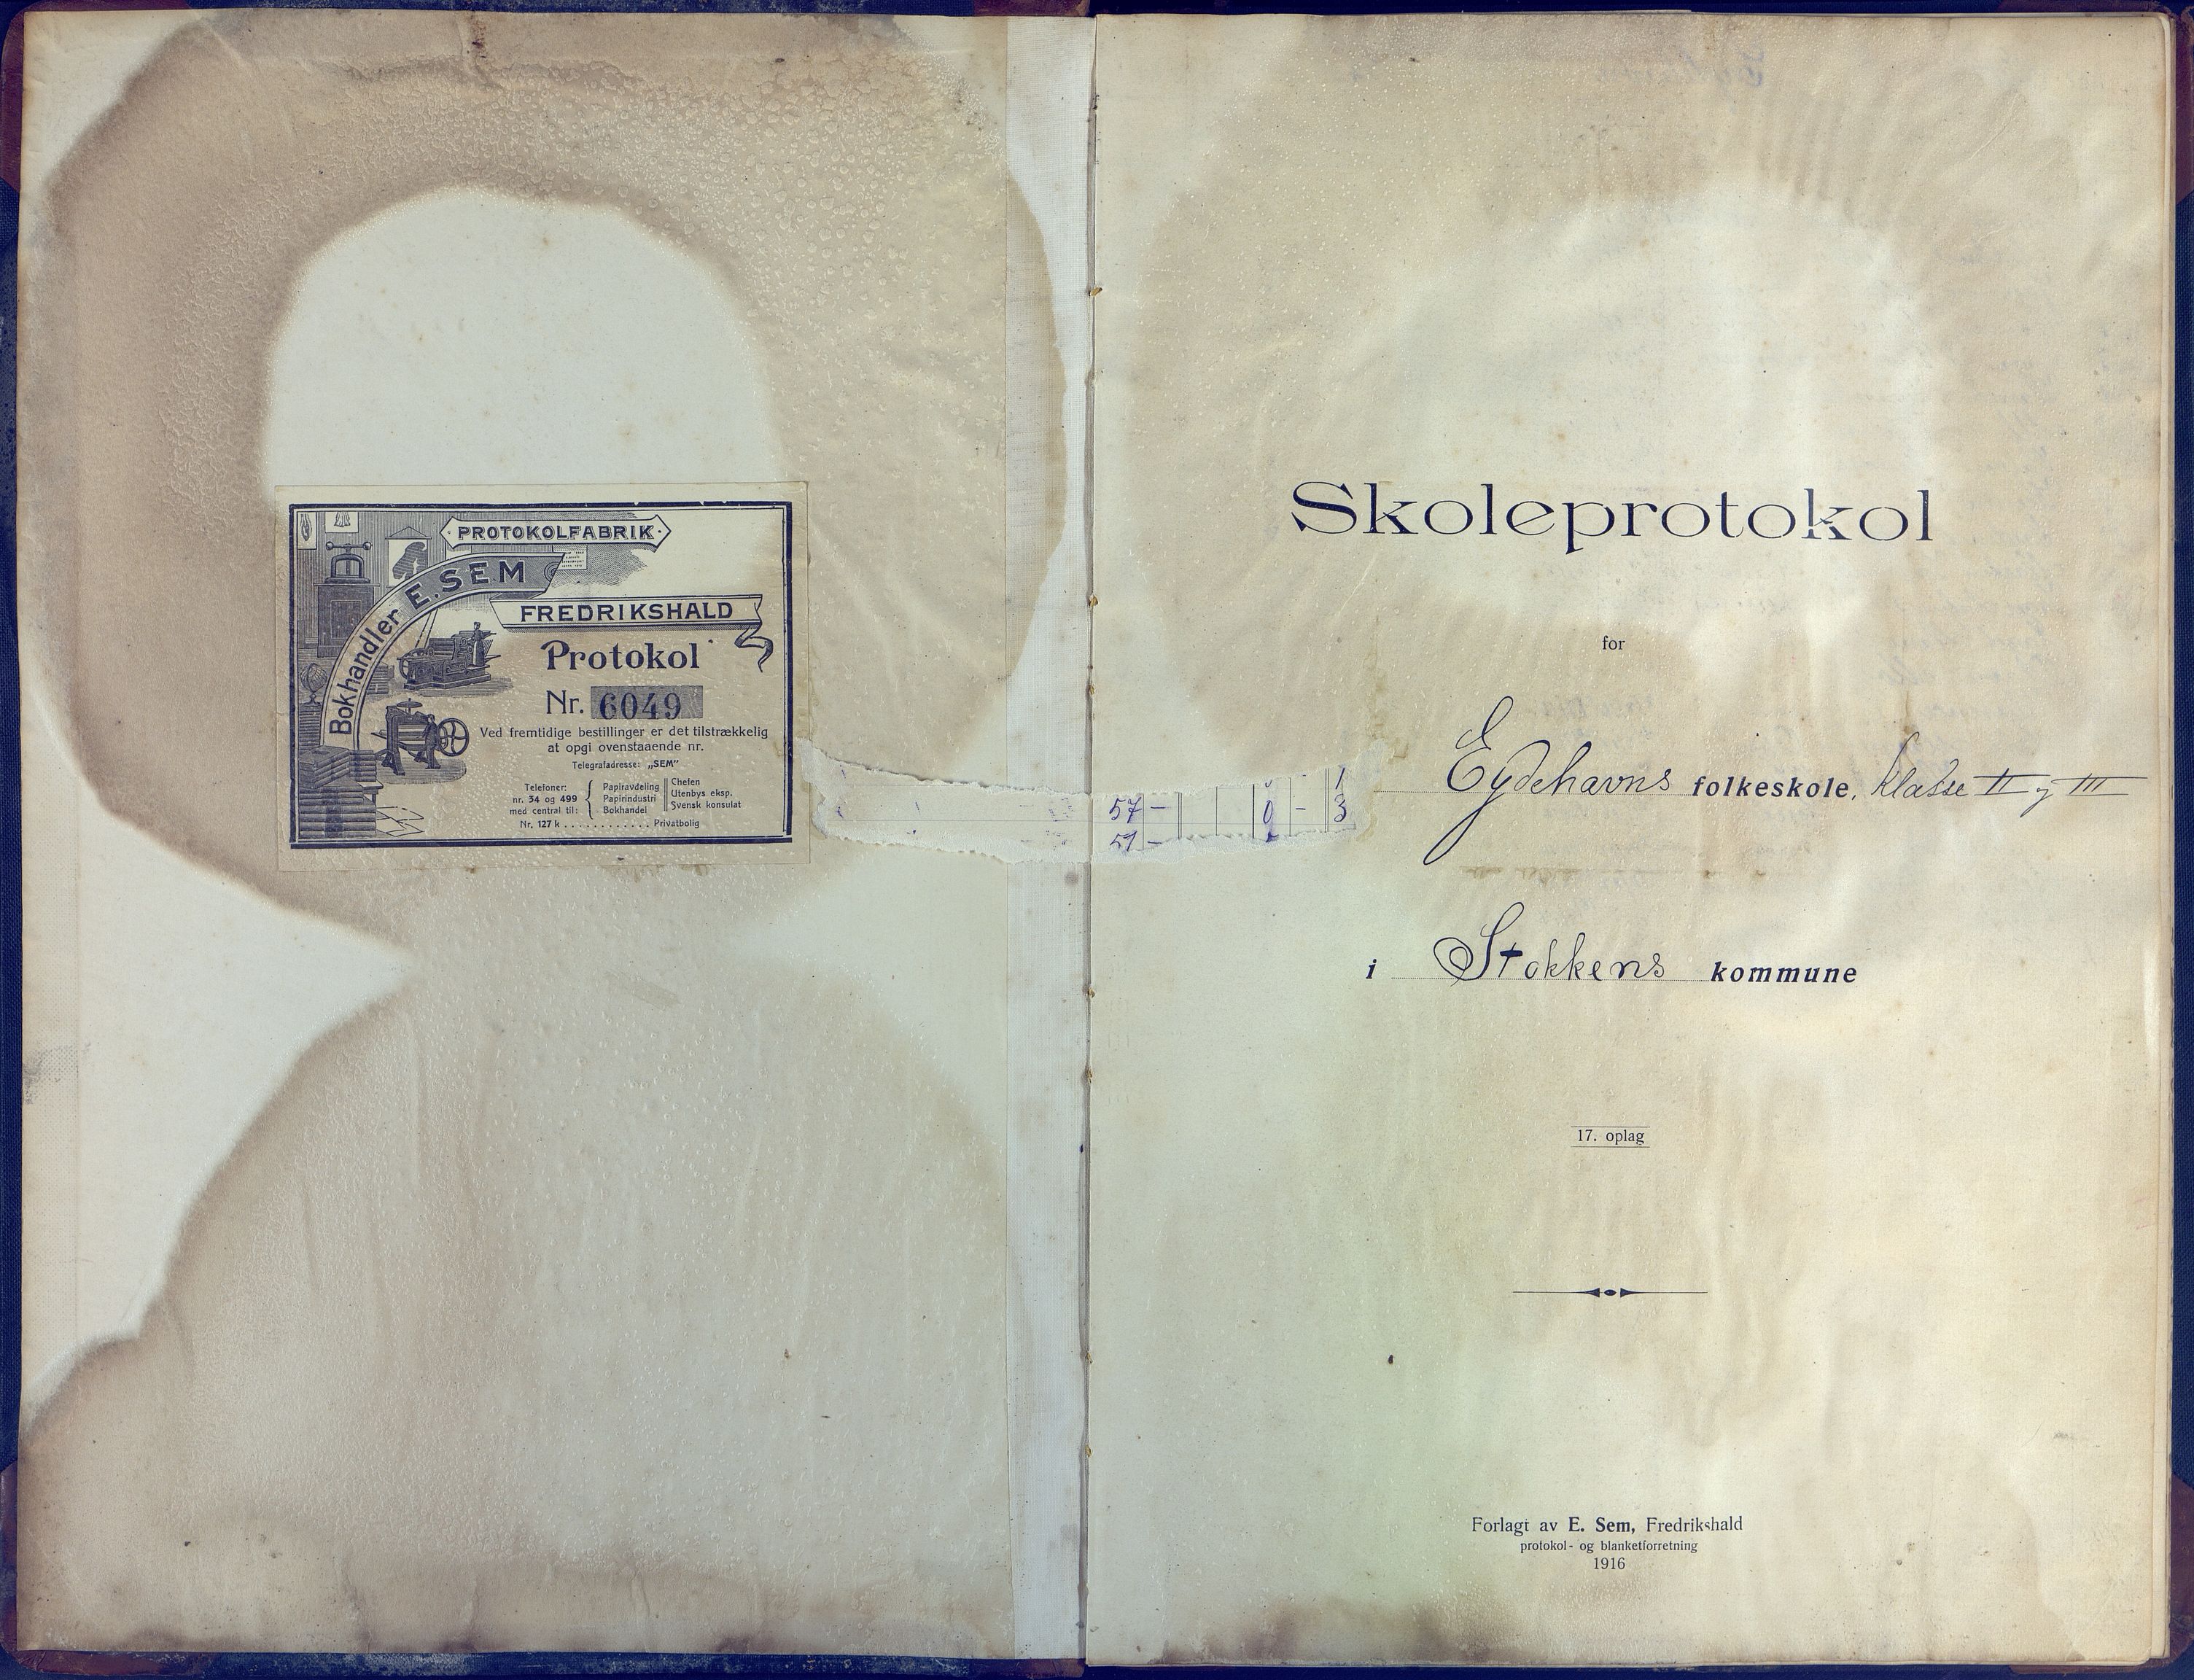 PROTOKOLFABRIK
Bokhandler E. SEM
FREDRIKSHALD
Protokol
Nr. 6049
Ved fremtidige bestillinger er det tilstrækkelig
at opgi ovenstaaende nr.
Telegrafadresse: „SEM"
Telefoner:
nr. 34 og 499
med central til:
Papiravdeling
Papirindustri
Bokhandel
Chefen
Utenbys eksp.
Svensk konsulat
Nr. 127 k . . . . . . . . . . . . Privatbolig
57 – 0 – 3
Skoleprotokol
for
Eydehavns folkeskole, klasse II og III
i Stokkens kommune
17. oplag
Forlagt av E. Sem, Fredrikshald
protokol- og blanketforretning
1916